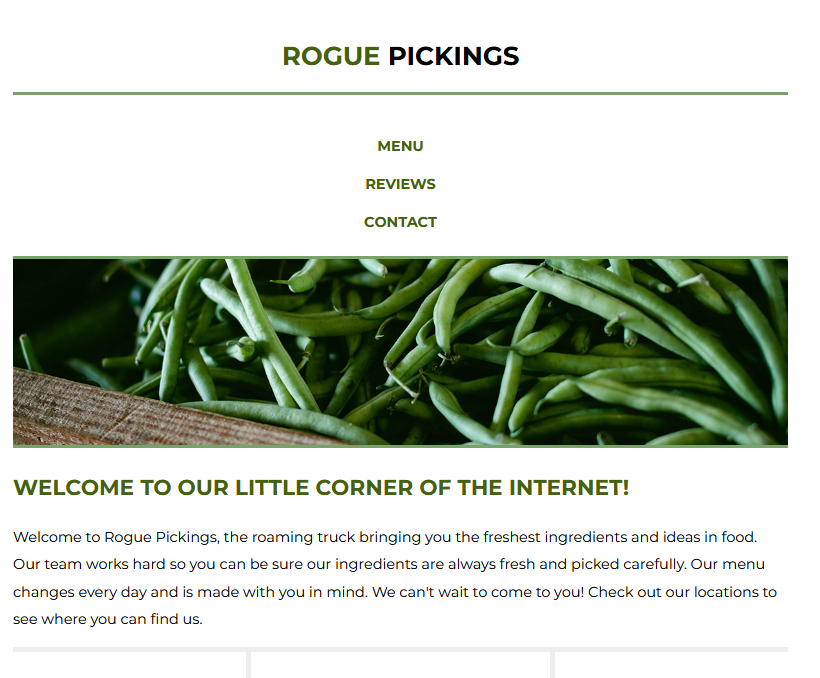 ROGUE PICKINGS
MENU
REVIEWS
CONTACT
WELCOME TO OUR LITTLE CORNER OF THE INTERNET!
Welcome to Rogue Pickings, the roaming truck bringing you the freshest ingredients and ideas in food.
Our team works hard so you can be sure our ingredients are always fresh and picked carefully. Our menu
changes every day and is made with you in mind. We can't wait to come to you! Check out our locations to
see where you can find us.